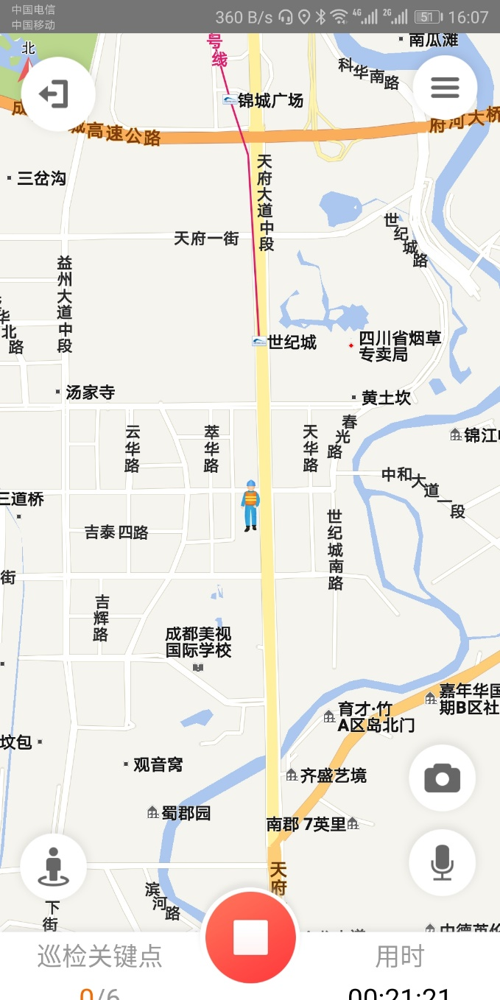 中国电信
中国移动
360 B/s
4G
2G
51
16:07
北
号线
南瓜滩
科华南路
锦城广场
成
城高速公路
府河大桥
三岔沟
天府大道中段
天府一街
世纪城路
益州大道中段
华北路
世纪城
四川省烟草
专卖局
汤家寺
黄土坎
云华路
萃华路
天华路
春光路
锦江
中和大道一段
三道桥
吉泰四路
世纪城南路
街
吉辉路
成都美视
国际学校
嘉年华国
期B区社
育才·竹
A区岛北门
坟包
观音窝
齐盛艺境
蜀郡园
南郡 7英里
天府
滨河路
下街
中德英伦
巡检关键点
用时
0/6
00:21:21